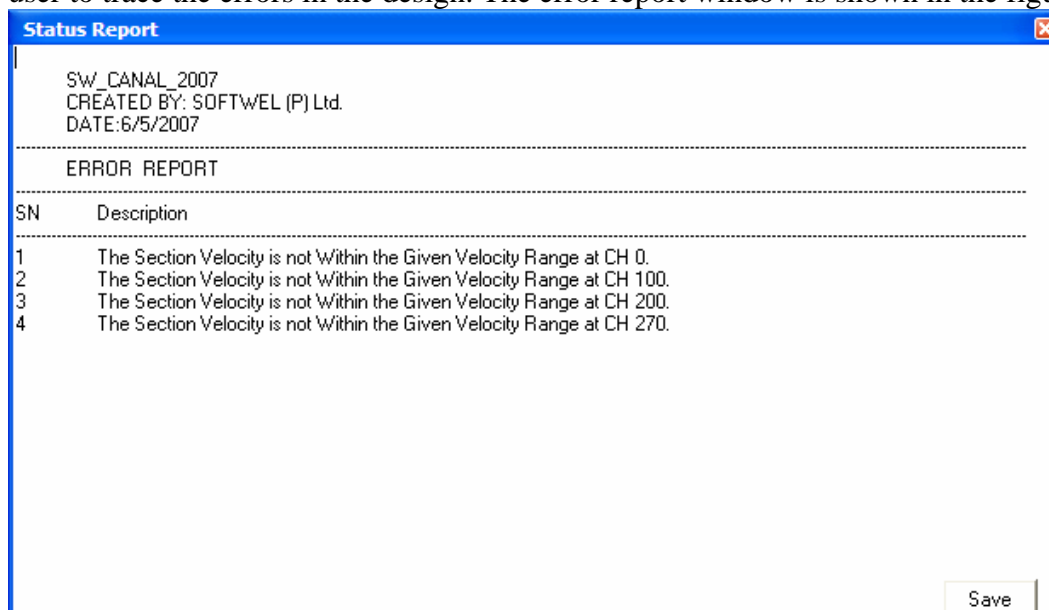 user to trace the errors in the design. The error report window is shown in the
Status Report
SW_CANAL_2007
CREATED BY: SOFTWEL (P) Ltd.
DATE:6/5/2007
ERROR REPORT
SN Description
1 The Section Velocity is not Within the Given Velocity Range at CH 0.
2 The Section Velocity is not Within the Given Velocity Range at CH 100.
3 The Section Velocity is not Within the Given Velocity Range at CH 200.
4 The Section Velocity is not Within the Given Velocity Range at CH 270.
Save